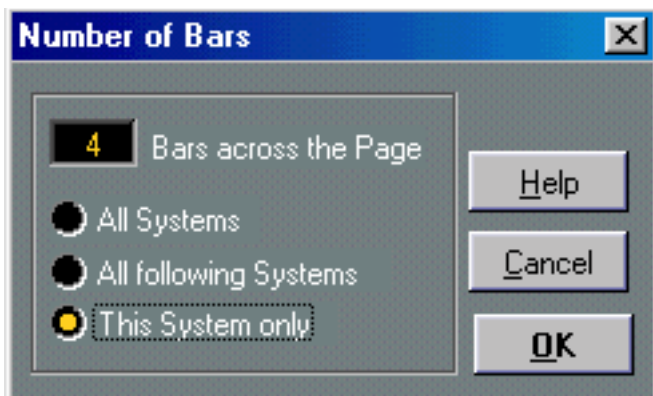 Number of Bars
4 Bars across the Page
All Systems
All following Systems
This System only
Help
Cancel
OK